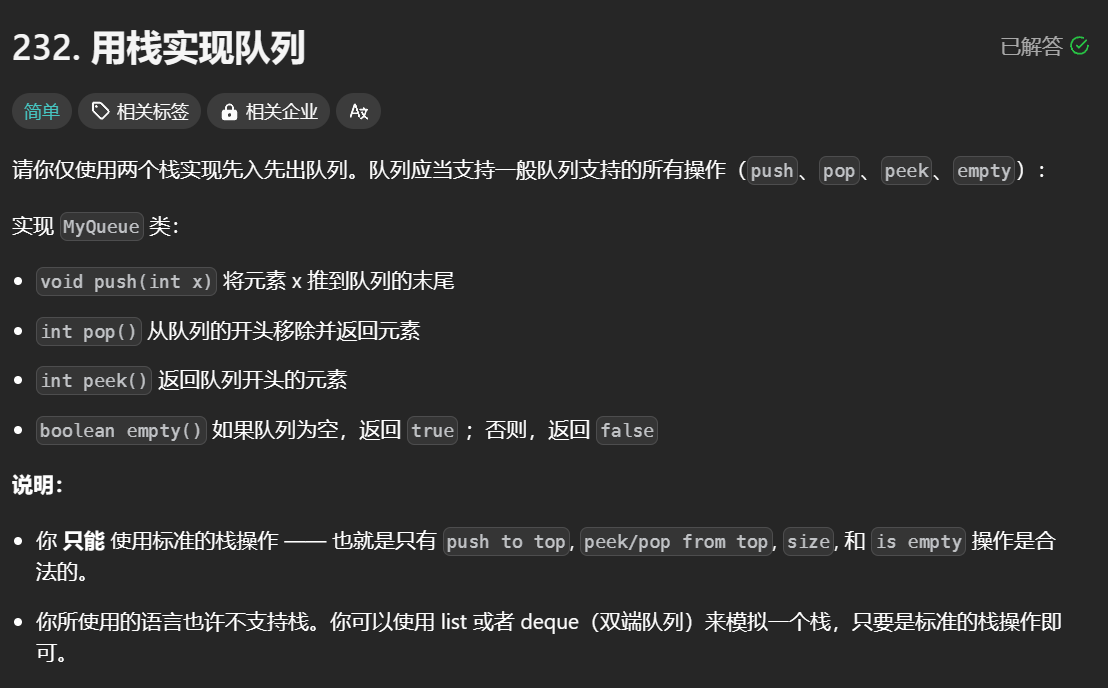 232. 用栈实现队列
已解答
简单
相关标签
相关企业
请你仅使用两个栈实现先入先出队列。队列应当支持一般队列支持的所有操作（push、pop、peek、empty）：
实现 MyQueue 类：
• void push(int x) 将元素 x 推到队列的末尾
• int pop() 从队列的开头移除并返回元素
• int peek() 返回队列开头的元素
• boolean empty() 如果队列为空，返回 true ；否则，返回 false
说明：
• 你 只能 使用标准的栈操作 —— 也就是只有 push to top, peek/pop from top, size, 和 is empty 操作是合
法的。
• 你所使用的语言也许不支持栈。你可以使用 list 或者 deque（双端队列）来模拟一个栈，只要是标准的栈操作即
可。